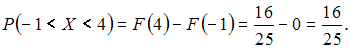 P(−1 < X < 4) = F(4) − F(−1) = 16/25 − 0 = 16/25.